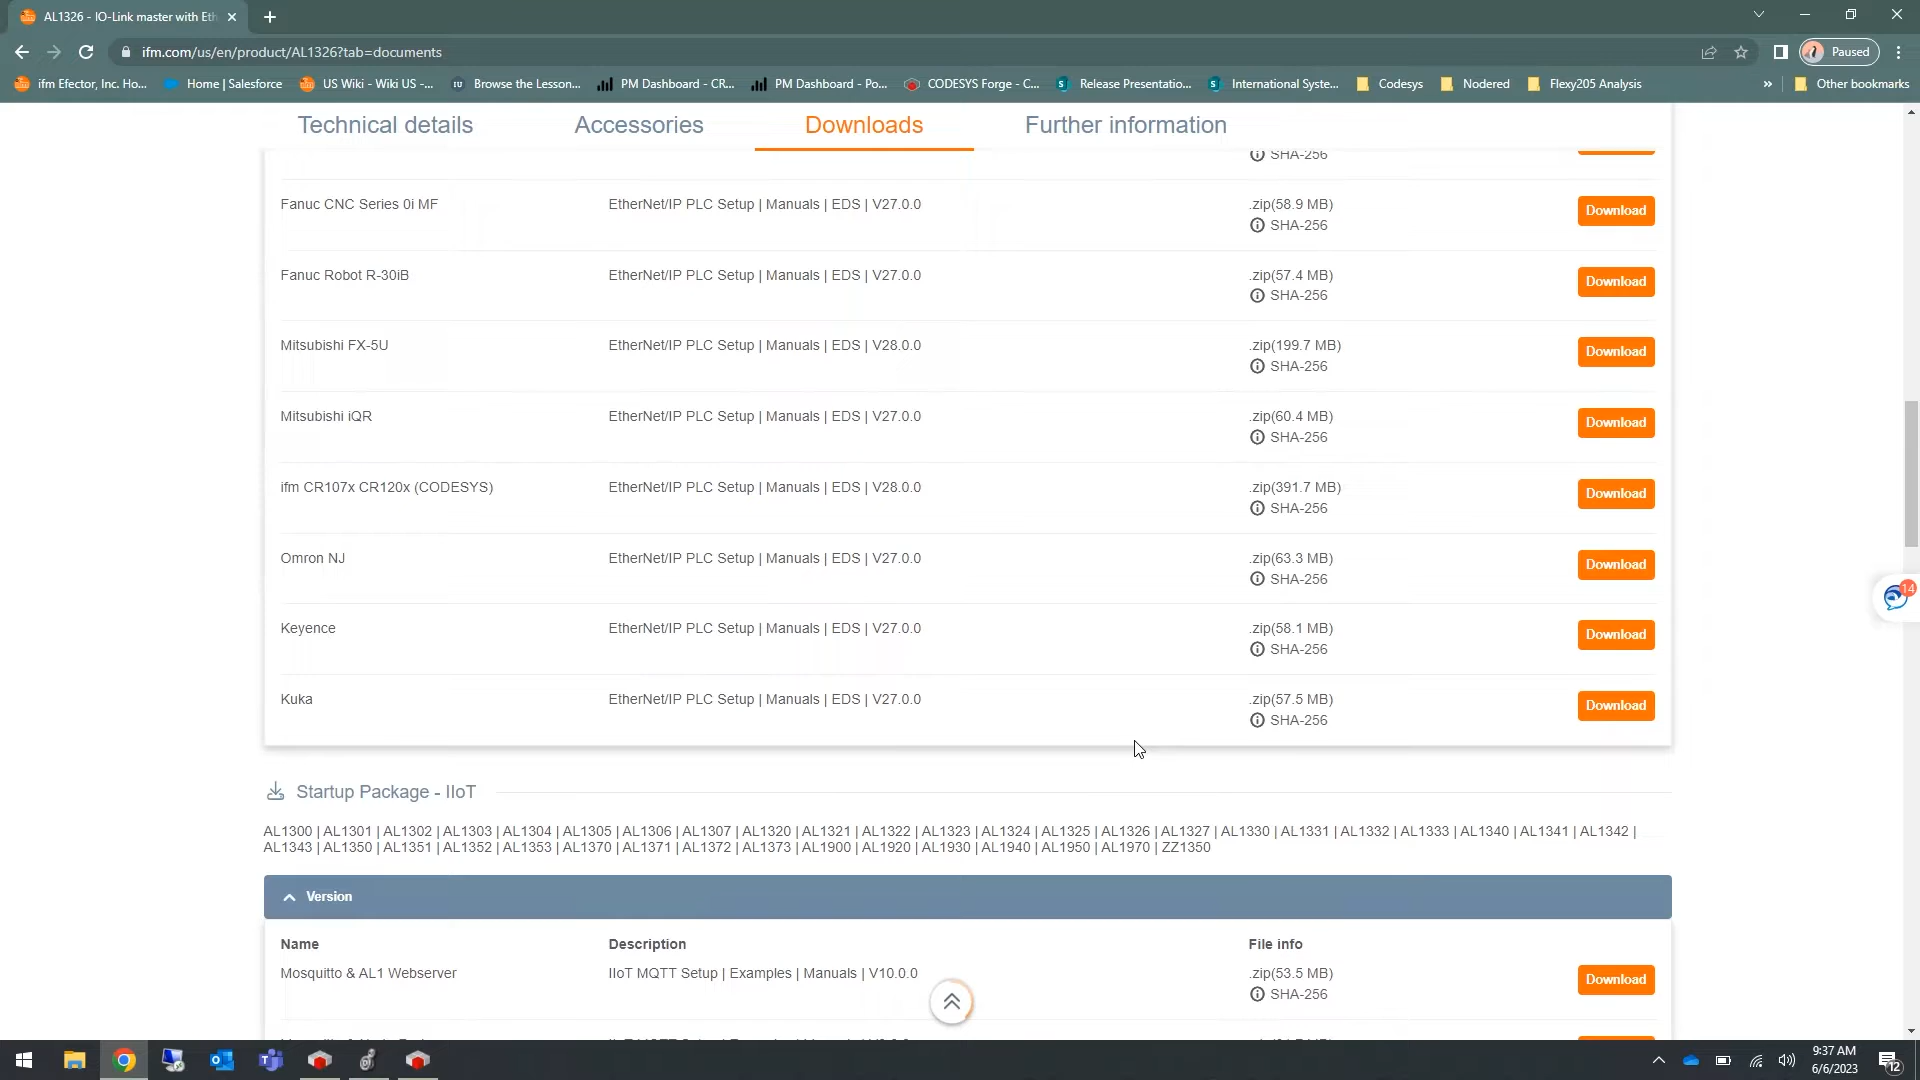 AL1326 - IO-Link master with Eth
ifm.com/us/en/product/AL1326?tab=documents
Paused
ifm Efector, Inc. Ho...
Home | Salesforce
US Wiki - Wiki US -...
Browse the Lesson...
PM Dashboard - CR...
PM Dashboard - Po...
CODESYS Forge - C...
Release Presentatio...
International Syste...
Codesys
Nodered
Flexy205 Analysis
»
Other bookmarks
Technical details
Accessories
Downloads
Further information
SHA-256
Fanuc CNC Series 0i MF
EtherNet/IP PLC Setup | Manuals | EDS | V27.0.0
.zip(58.9 MB)
SHA-256
Download
Fanuc Robot R-30iB
EtherNet/IP PLC Setup | Manuals | EDS | V27.0.0
.zip(57.4 MB)
SHA-256
Download
Mitsubishi FX-5U
EtherNet/IP PLC Setup | Manuals | EDS | V28.0.0
.zip(199.7 MB)
SHA-256
Download
Mitsubishi iQR
EtherNet/IP PLC Setup | Manuals | EDS | V27.0.0
.zip(60.4 MB)
SHA-256
Download
ifm CR107x CR120x (CODESYS)
EtherNet/IP PLC Setup | Manuals | EDS | V28.0.0
.zip(391.7 MB)
SHA-256
Download
Omron NJ
EtherNet/IP PLC Setup | Manuals | EDS | V27.0.0
.zip(63.3 MB)
SHA-256
Download
Keyence
EtherNet/IP PLC Setup | Manuals | EDS | V27.0.0
.zip(58.1 MB)
SHA-256
Download
Kuka
EtherNet/IP PLC Setup | Manuals | EDS | V27.0.0
.zip(57.5 MB)
SHA-256
Download
14
Startup Package - IIoT
AL1300 | AL1301 | AL1302 | AL1303 | AL1304 | AL1305 | AL1306 | AL1307 | AL1320 | AL1321 | AL1322 | AL1323 | AL1324 | AL1325 | AL1326 | AL1327 | AL1330 | AL1331 | AL1332 | AL1333 | AL1340 | AL1341 | AL1342 |
AL1343 | AL1350 | AL1351 | AL1352 | AL1353 | AL1370 | AL1371 | AL1372 | AL1373 | AL1900 | AL1920 | AL1930 | AL1940 | AL1950 | AL1970 | ZZ1350
Version
Name
Description
File info
Mosquitto & AL1 Webserver
IIoT MQTT Setup | Examples | Manuals | V10.0.0
.zip(53.5 MB)
SHA-256
Download
9:37 AM
6/6/2023
12